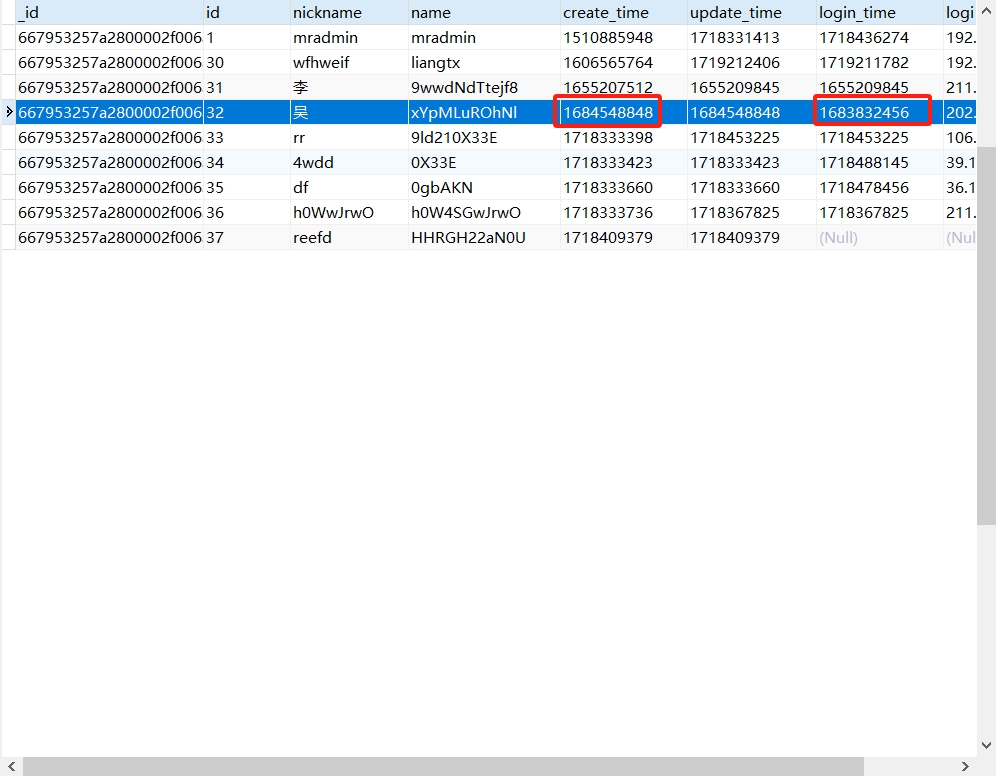 _id id nickname name create_time update_time login_time logi
667953257a2800002f006 1 mradmin mradmin 1510885948 1718331413 1718436274 192.
667953257a2800002f006 30 wfhweif liangtx 1606565764 1719212406 1719211782 192.
667953257a2800002f006 31 李 9wwdNdTtejf8 1655207512 1655209845 1655209845 211.
667953257a2800002f006 32 吴 xYpMLuROhNl 1684548848 1684548848 1683832456 202.
667953257a2800002f006 33 rr 9ld210X33E 1718333398 1718453225 1718453225 106.
667953257a2800002f006 34 4wdd 0X33E 1718333423 1718333423 1718488145 39.1
667953257a2800002f006 35 df 0gbAKN 1718333660 1718333660 1718478456 36.1
667953257a2800002f006 36 h0WwJrwO h0W4SGwJrwO 1718333736 1718367825 1718367825 211.
667953257a2800002f006 37 reefd HHRGH22aN0U 1718409379 1718409379 (Null) (Nul